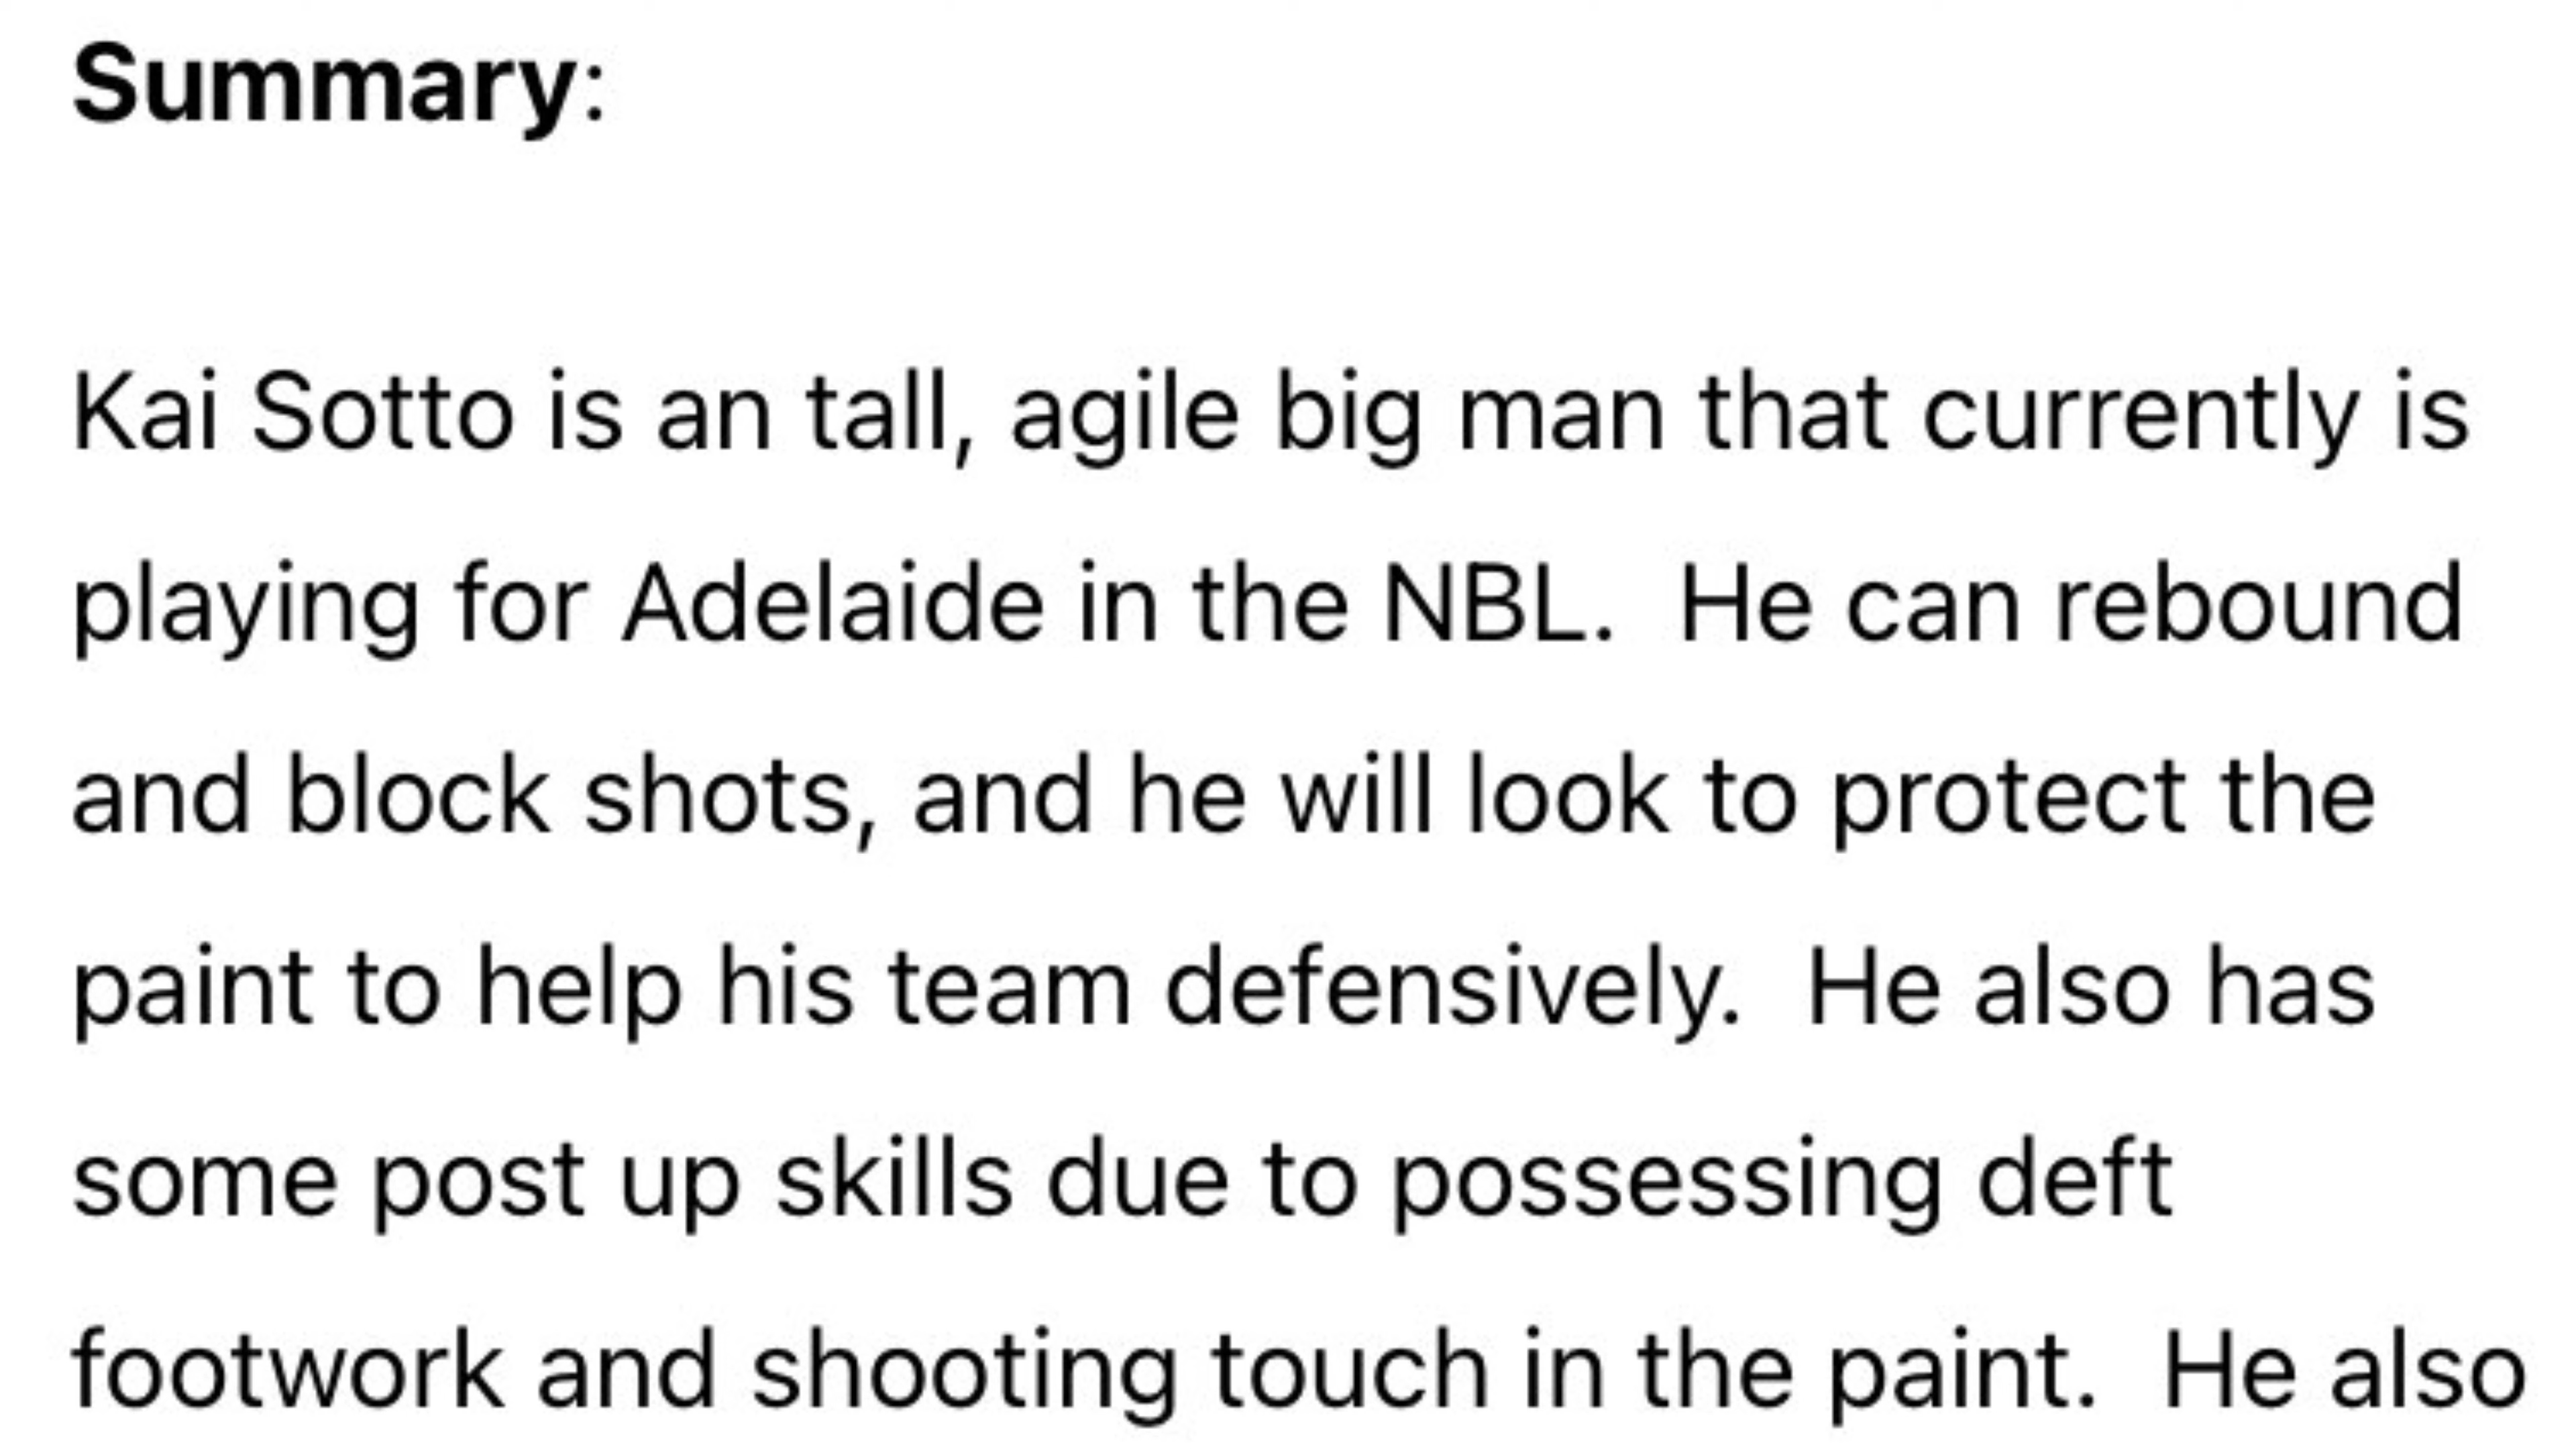 Summary:
Kai Sotto is an tall, agile big man that currently is
playing for Adelaide in the NBL.  He can rebound
and block shots, and he will look to protect the
paint to help his team defensively.  He also has
some post up skills due to possessing deft
footwork and shooting touch in the paint.  He also